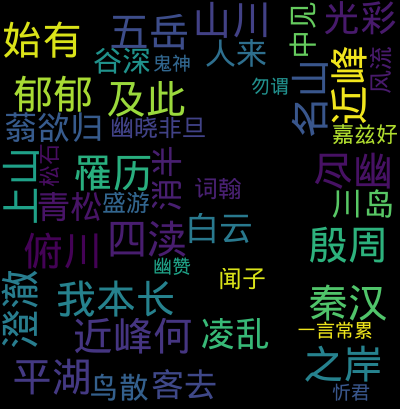 始有
五岳
山川
中见
光彩
谷深
鬼神
人来
风流
近峰
名山
勿谓
郁郁
及此
翁欲归
幽晓非旦
嘉兹好
上山
松石
罹历
消半
词翰
尽幽
青松
盛游
川岛
俯川
四渎
白云
殷周
幽赞
闻子
澄澈
我本长
秦汉
近峰何
凌乱
一言常累
之岸
平湖
鸟散
客去
忻君